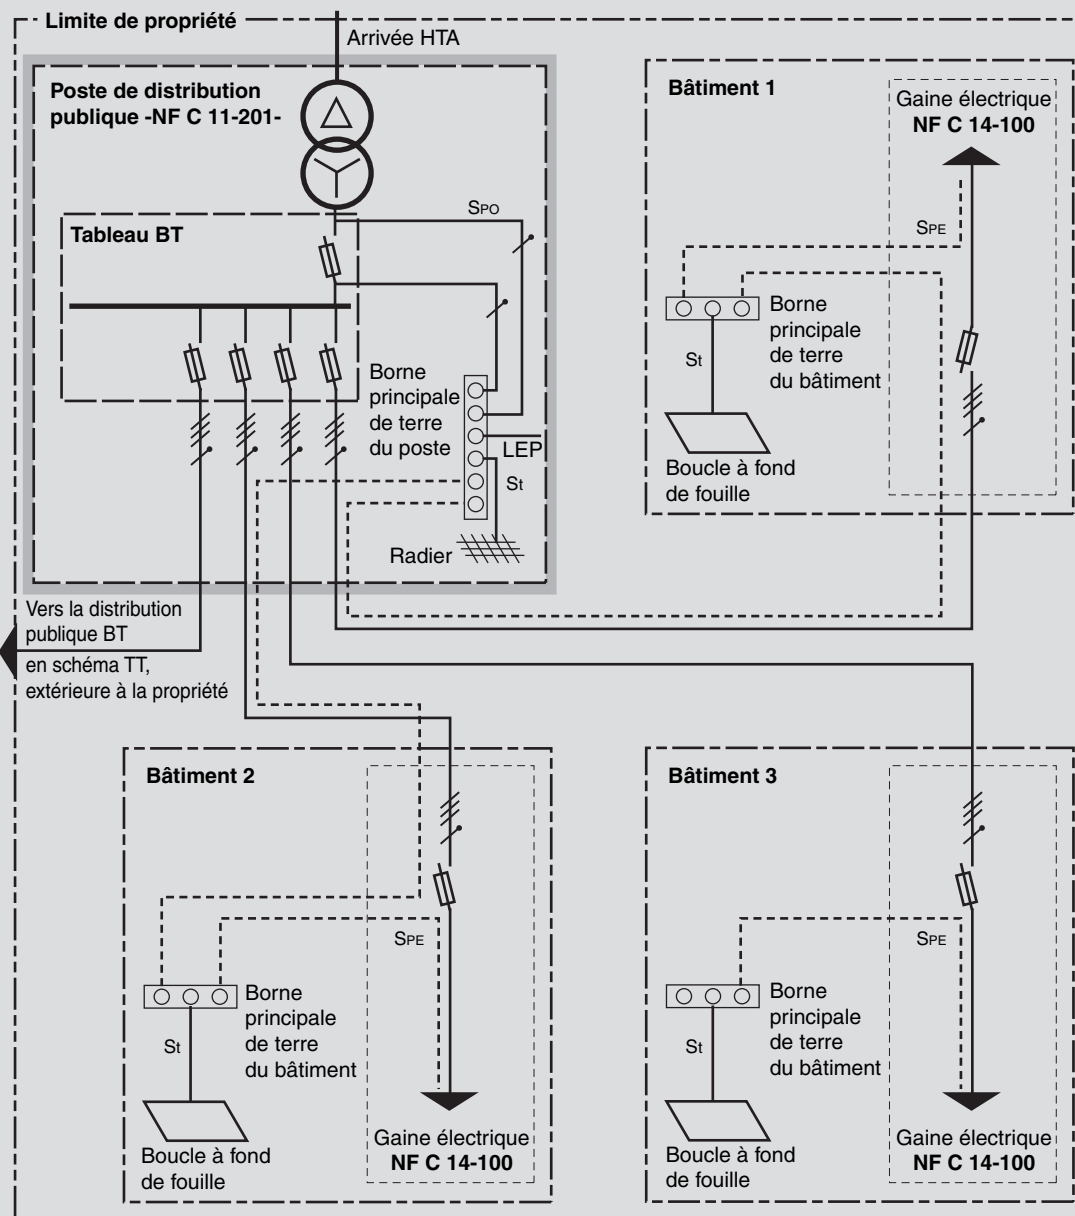 Limite de propriété
Arrivée HTA
Poste de distribution
publique -NF C 11-201-
Tableau BT
SPO
Borne
principale
de terre
du poste
LEP
St
Radier
Vers la distribution
publique BT
en schéma TT,
extérieure à la propriété
Bâtiment 1
Gaine électrique
NF C 14-100
SPE
Borne
principale
de terre
du bâtiment
St
Boucle à fond
de fouille
Bâtiment 2
SPE
Borne
principale
de terre
du bâtiment
St
Boucle à fond
de fouille
Gaine électrique
NF C 14-100
Bâtiment 3
SPE
Borne
principale
de terre
du bâtiment
St
Boucle à fond
de fouille
Gaine électrique
NF C 14-100